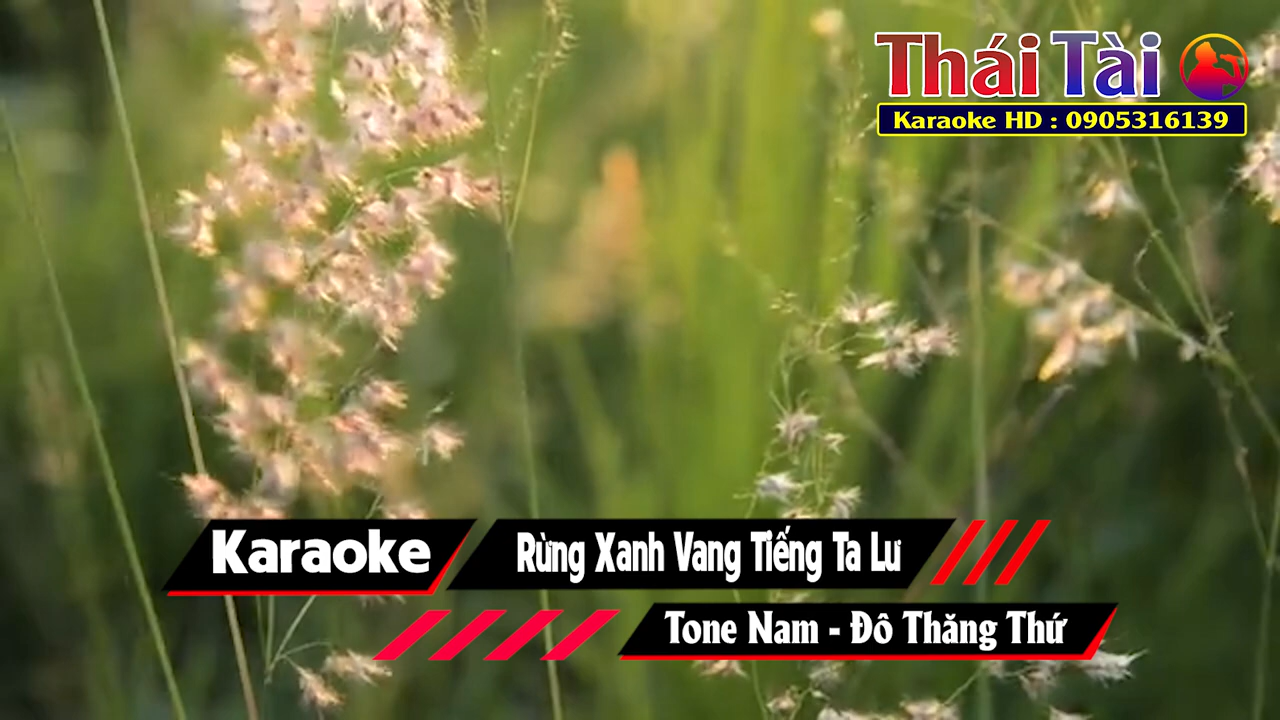 Thái Tài
Karaoke HD : 0905316139
Karaoke
Rừng Xanh Vang Tiếng Ta Lư
Tone Nam - Đô Thăng Thứ